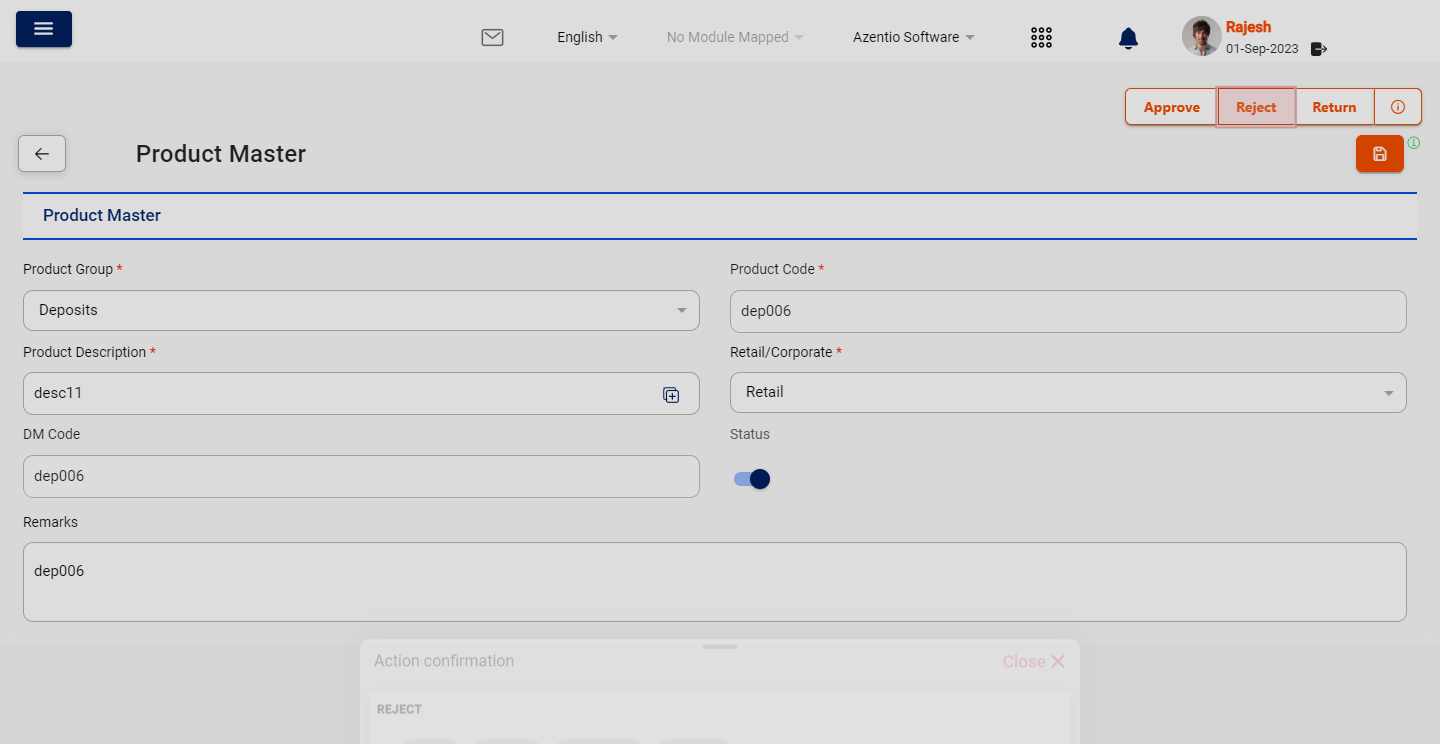 English
No Module Mapped
Azentio Software
Rajesh
01-Sep-2023
Approve
Reject
Return
Product Master
Product Master
Product Group *
Product Code *
Deposits
dep006
Product Description *
Retail/Corporate *
desc11
Retail
DM Code
Status
dep006
Remarks
dep006
Action confirmation
Close
REJECT